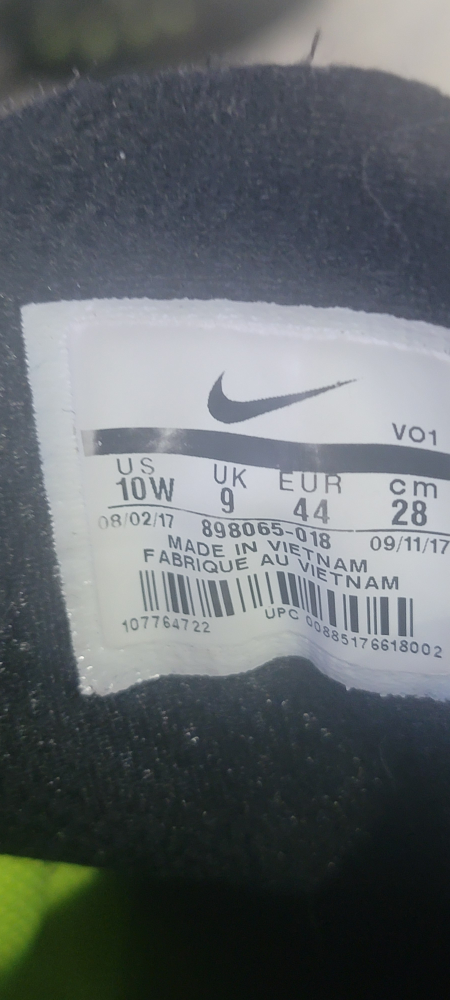 VO1
US UK EUR cm
10W 9 44 28
08/02/17 898065-018 09/11/17
MADE IN VIETNAM
FABRIQUE AU VIETNAM
107764722 UPC 00885176618002